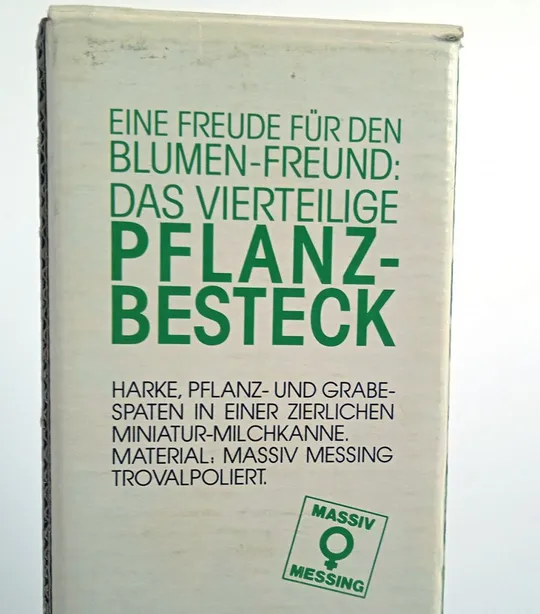 EINE FREUDE FÜR DEN
BLUMEN-FREUND:
DAS VIERTEILIGE
PFLANZ-
BESTECK
HARKE, PFLANZ- UND GRABE-
SPATEN IN EINER ZIERLICHEN
MINIATUR-MILCHKANNE.
MATERIAL: MASSIV MESSING
TROVALPOLIERT.
MASSIV
MESSING